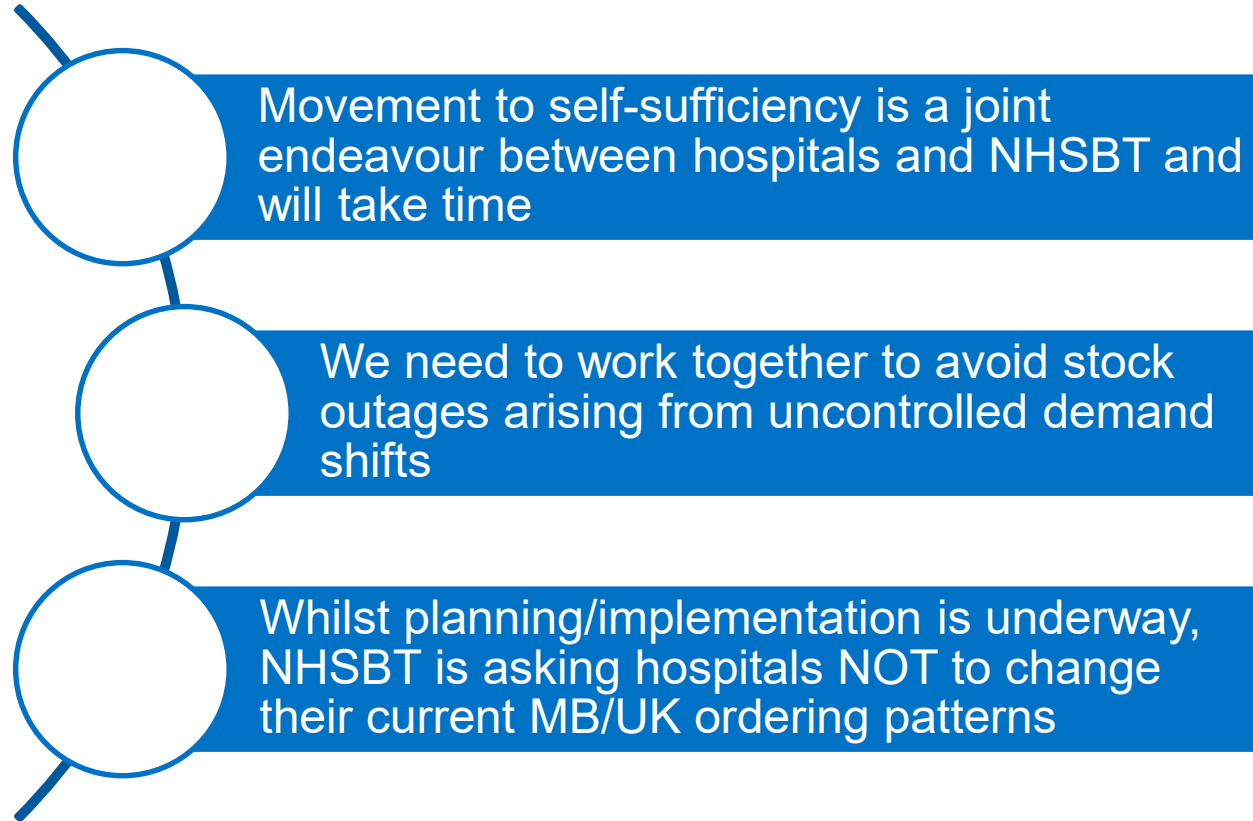 Movement to self-sufficiency is a joint
endeavour between hospitals and NHSBT and
will take time
We need to work together to avoid stock
outages arising from uncontrolled demand
shifts
Whilst planning/implementation is underway,
NHSBT is asking hospitals NOT to change
their current MB/UK ordering patterns